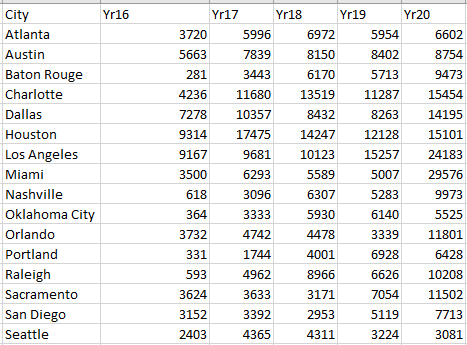 City Yr16 Yr17 Yr18 Yr19 Yr20
Atlanta 3720 5996 6972 5954 6602
Austin 5663 7839 8150 8402 8754
Baton Rouge 281 3443 6170 5713 9473
Charlotte 4236 11680 13519 11287 15454
Dallas 7278 10357 8432 8263 14195
Houston 9314 17475 14247 12128 15101
Los Angeles 9167 9681 10123 15257 24183
Miami 3500 6293 5589 5007 29576
Nashville 618 3096 6307 5283 9973
Oklahoma City 364 3333 5930 6140 5525
Orlando 3732 4742 4478 3339 11801
Portland 331 1744 4001 6928 6428
Raleigh 593 4962 8966 6626 10208
Sacramento 3624 3633 3171 7054 11502
San Diego 3152 3392 2953 5119 7713
Seattle 2403 4365 4311 3224 3081